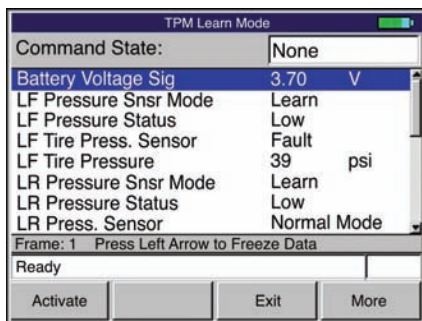 TPM Learn Mode
Command State: None
Battery Voltage Sig 3.70 V
LF Pressure Snsr Mode Learn
LF Pressure Status Low
LF Tire Press. Sensor Fault
LF Tire Pressure 39 psi
LR Pressure Snsr Mode Learn
LR Pressure Status Low
LR Press. Sensor Normal Mode
Frame: 1 Press Left Arrow to Freeze Data
Ready
Activate Exit More